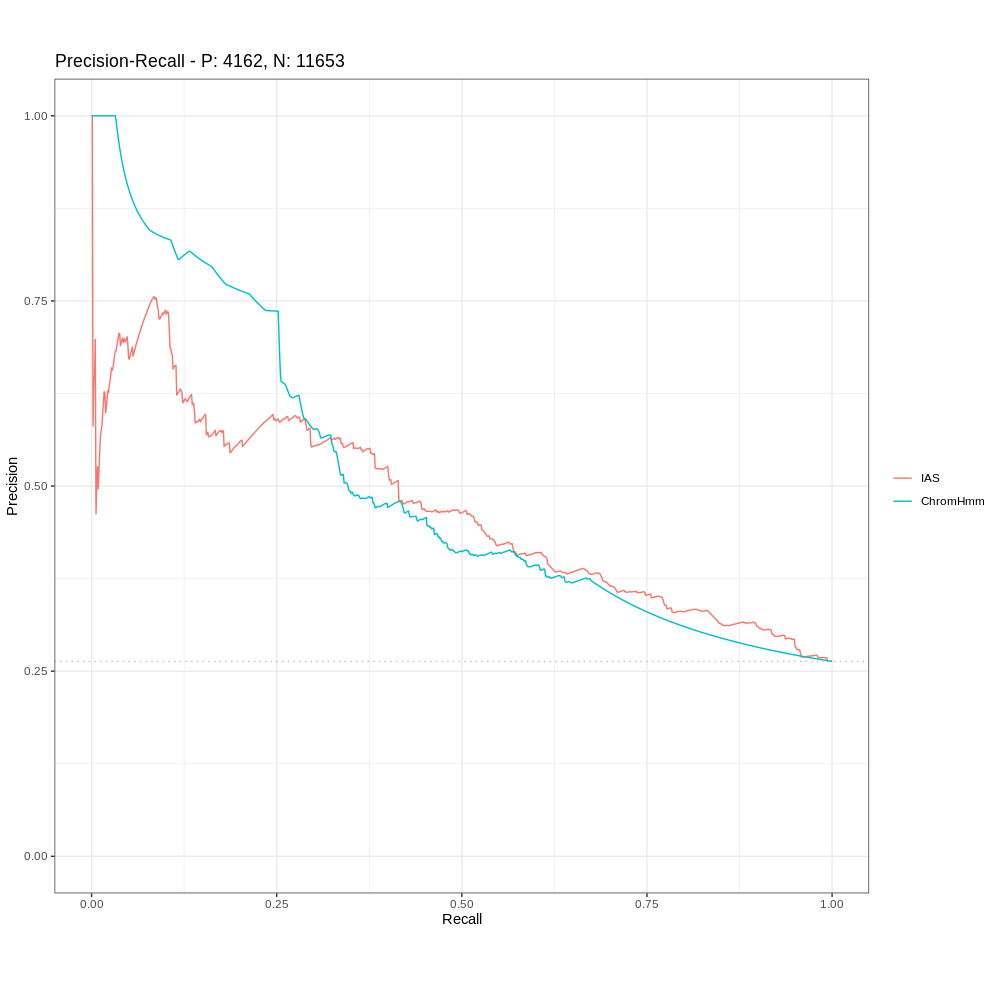 Precision-Recall - P: 4162, N: 11653
1.00
0.75
0.50
0.25
0.00
Precision
0.00 0.25 0.50 0.75 1.00
Recall
IAS
ChromHmm